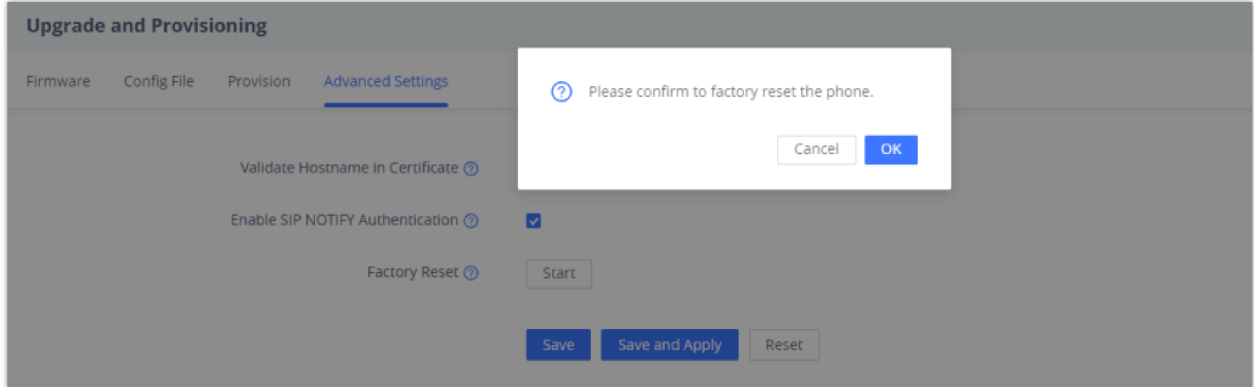 Upgrade and Provisioning
Firmware Config File Provision Advanced Settings
Please confirm to factory reset the phone.
Cancel OK
Validate Hostname in Certificate
Enable SIP NOTIFY Authentication
Factory Reset Start
Save Save and Apply Reset